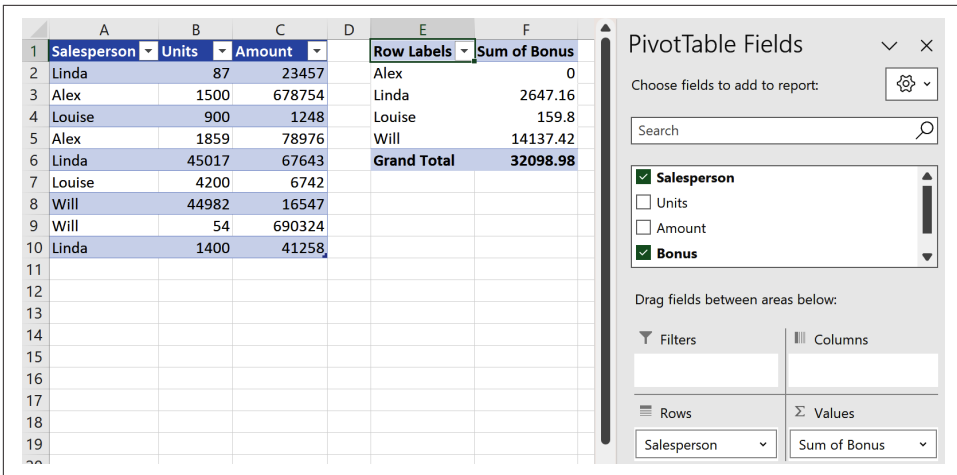 A B C D E F
1 Salesperson Units Amount Row Labels Sum of Bonus
2 Linda 87 23457 Alex 0
3 Alex 1500 678754 Linda 2647.16
4 Louise 900 1248 Louise 159.8
5 Alex 1859 78976 Will 14137.42
6 Linda 45017 67643 Grand Total 32098.98
7 Louise 4200 6742
8 Will 44982 16547
9 Will 54 690324
10 Linda 1400 41258
11
12
13
14
15
16
17
18
19
PivotTable Fields
Choose fields to add to report:
Search
Salesperson
Units
Amount
Bonus
Drag fields between areas below:
Filters Columns
Rows Σ Values
Salesperson Sum of Bonus